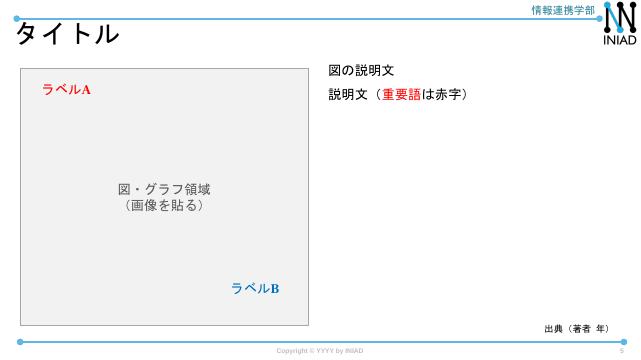 情報連携学部
INIAD
タイトル
ラベルA
図・グラフ領域
（画像を貼る）
ラベルB
図の説明文
説明文（重要語は赤字）
出典（著者 年）
Copyright © YYYY by INIAD
5